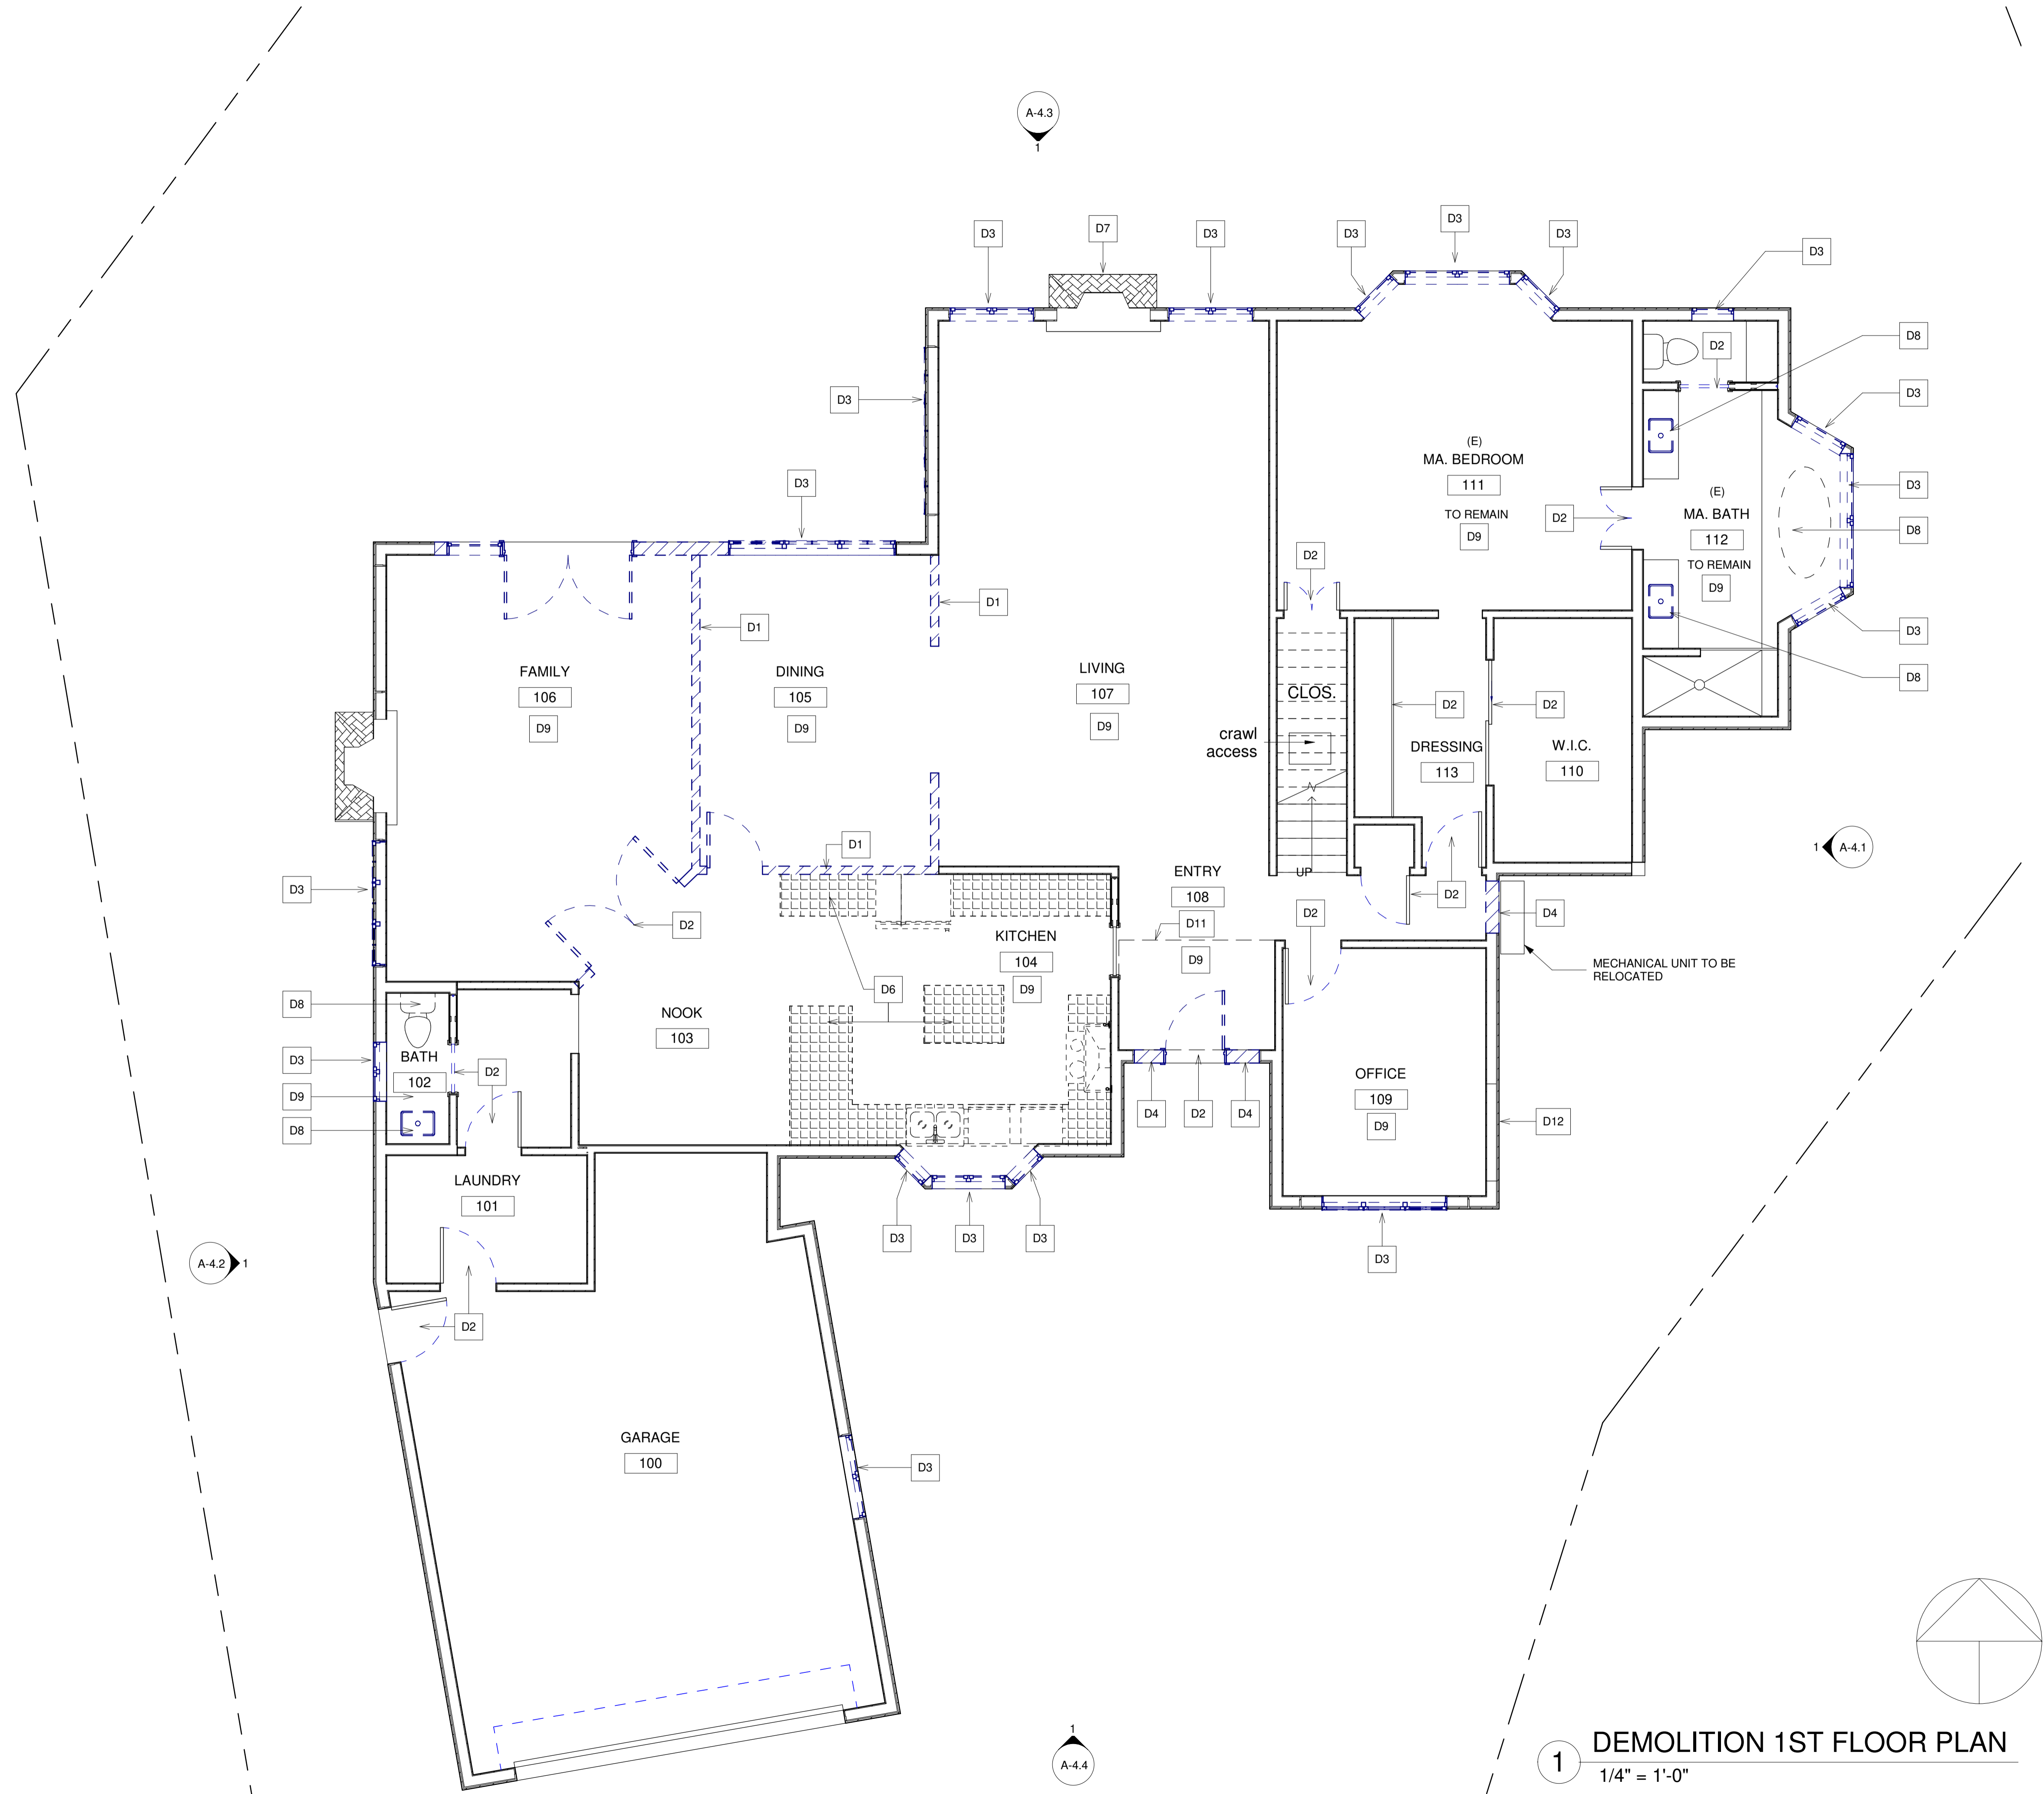 A-4.3
1
D3
D7
D3
D3
D3
D3
D3
D8
D2
D3
D3
(E)
MA. BEDROOM
111
TO REMAIN
D9
D3
D3
D2
(E)
MA. BATH
112
TO REMAIN
D9
D8
D2
D1
D1
D3
D8
FAMILY
106
D9
DINING
105
D9
LIVING
107
D9
CLOS.
crawl
access
D2
D2
DRESSING
113
W.I.C.
110
D1
1
A-4.1
D3
ENTRY
108
UP
D2
D2
D4
D2
D11
D9
KITCHEN
104
D9
MECHANICAL UNIT TO BE
RELOCATED
D6
D8
NOOK
103
BATH
102
D3
D2
D9
D8
OFFICE
109
D9
D4
D2
D4
D12
LAUNDRY
101
D3
D3
D3
D3
A-4.2
1
D2
GARAGE
100
D3
1
A-4.4
1
DEMOLITION 1ST FLOOR PLAN
1/4" = 1'-0"